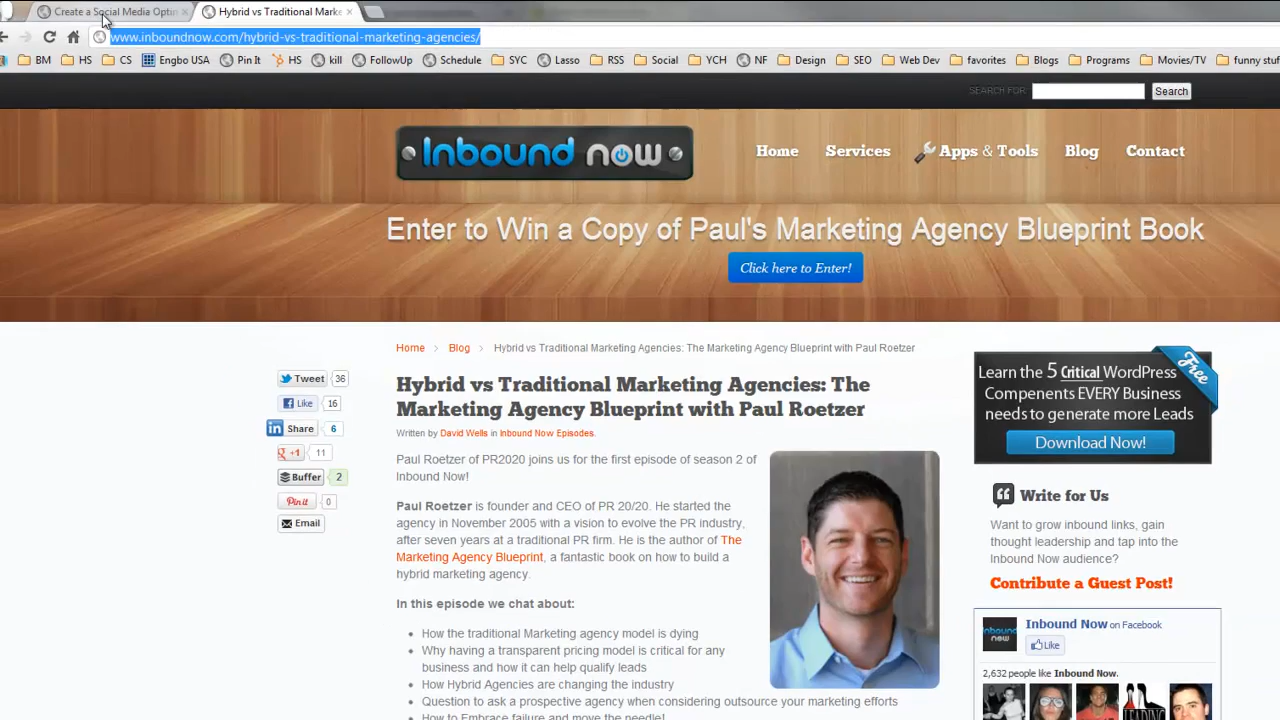 Create a Social Media Optin
Hybrid vs Traditional Marke
www.inboundnow.com/hybrid-vs-traditional-marketing-agencies/
BM HS CS Engbo USA Pin It HS kill FollowUp Schedule SYC Lasso RSS Social YCH NF Design SEO Web Dev favorites Blogs Programs Movies/TV funny stuf
SEARCH FOR: Search
Inbound now
Home Services Apps & Tools Blog Contact
Enter to Win a Copy of Paul's Marketing Agency Blueprint Book
Click here to Enter!
Home Blog Hybrid vs Traditional Marketing Agencies: The Marketing Agency Blueprint with Paul Roetzer
Tweet 36
Like 16
Share 6
+1 11
Buffer 2
Pin it 0
Email
Hybrid vs Traditional Marketing Agencies: The
Marketing Agency Blueprint with Paul Roetzer
Written by David Wells in Inbound Now Episodes.
Paul Roetzer of PR2020 joins us for the first episode of season 2 of
Inbound Now!
Paul Roetzer is founder and CEO of PR 20/20. He started the
agency in November 2005 with a vision to evolve the PR industry,
after seven years at a traditional PR firm. He is the author of The
Marketing Agency Blueprint, a fantastic book on how to build a
hybrid marketing agency.
In this episode we chat about:
How the traditional Marketing agency model is dying
Why having a transparent pricing model is critical for any
business and how it can help qualify leads
How Hybrid Agencies are changing the industry
Question to ask a prospective agency when considering outsource your marketing efforts
How to Embrace failure and move the needle!
Free
Learn the 5 Critical WordPress
Compenents EVERY Business
needs to generate more Leads
Download Now!
Write for Us
Want to grow inbound links, gain
thought leadership and tap into the
Inbound Now audience?
Contribute a Guest Post!
inbound now
Inbound Now on Facebook
Like
2,632 people like Inbound Now.
LEADING